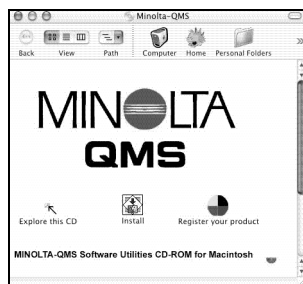 Minolta-QMS
Back View Path Computer Home Personal Folders
MINOLTA
QMS
Explore this CD Install Register your product
MINOLTA-QMS Software Utilities CD-ROM for Macintosh